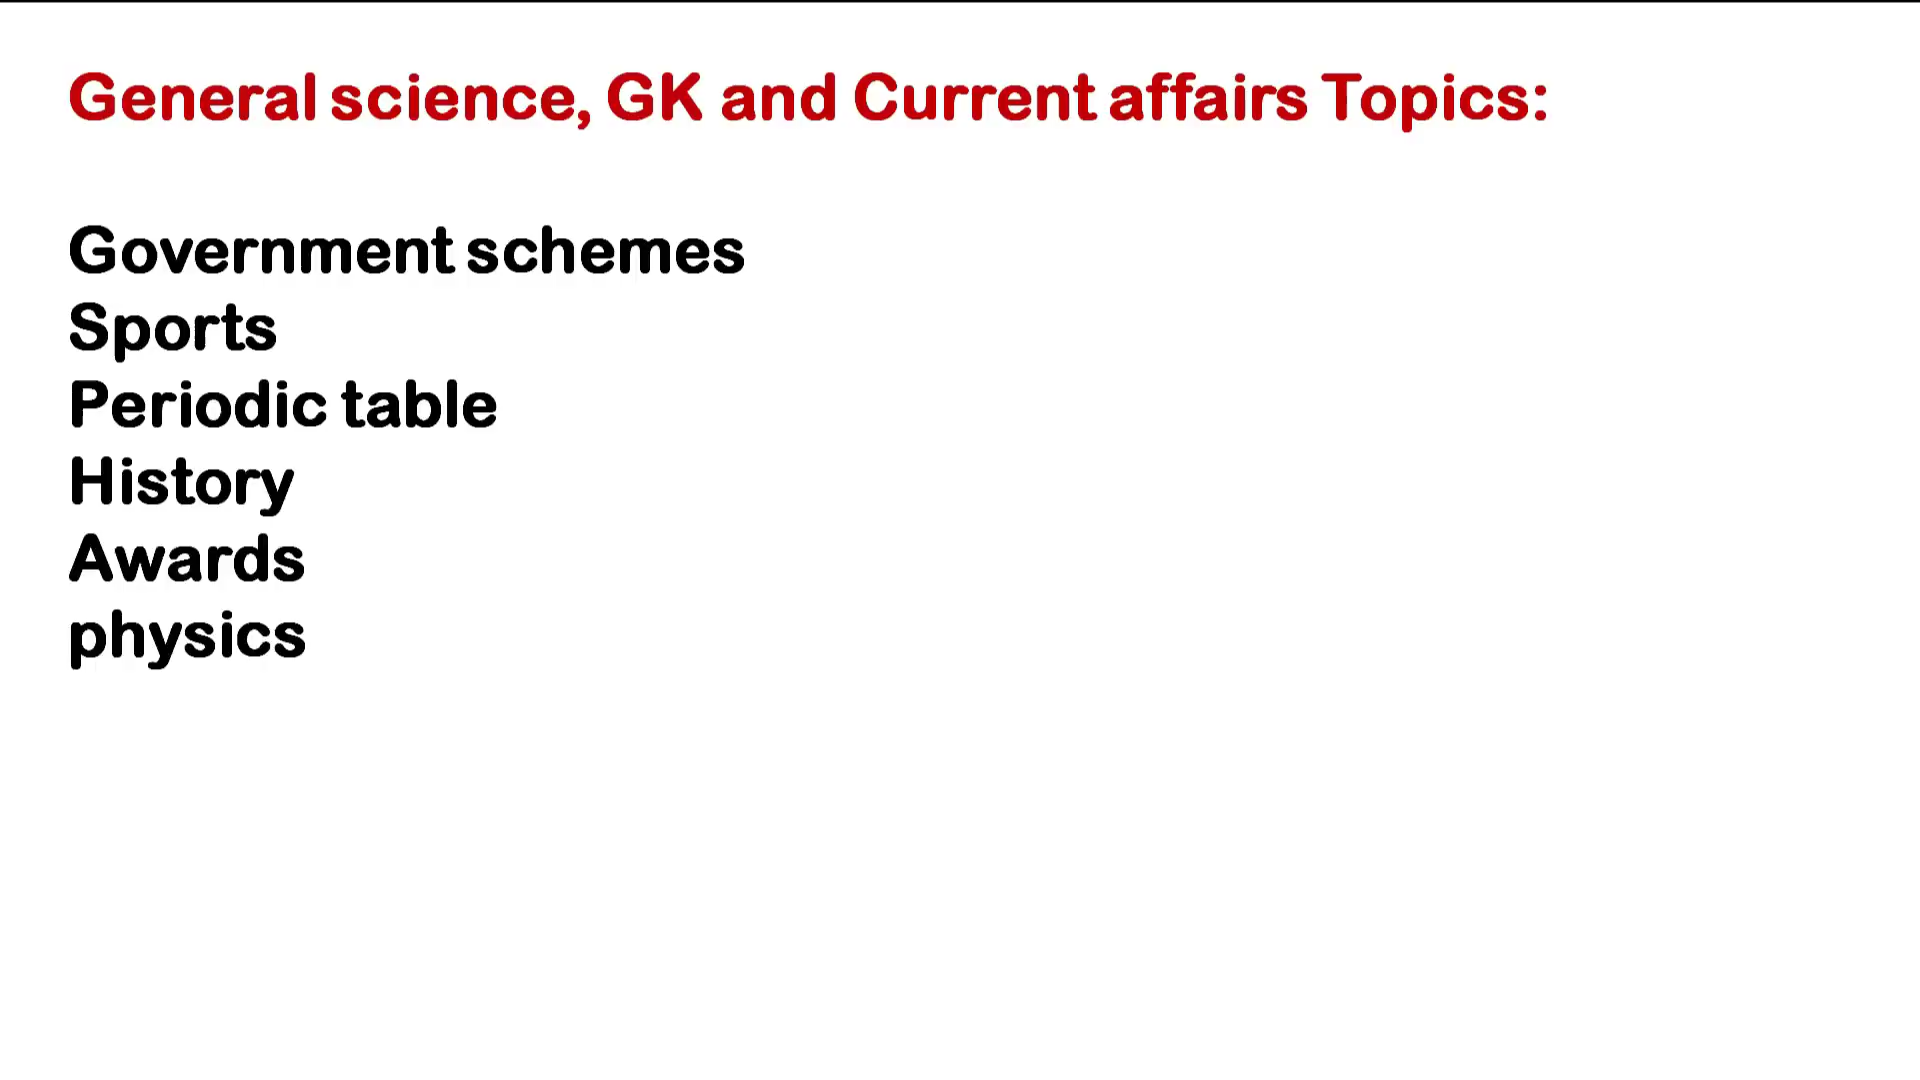 General science, GK and Current affairs Topics:
Government schemes
Sports
Periodic table
History
Awards
physics